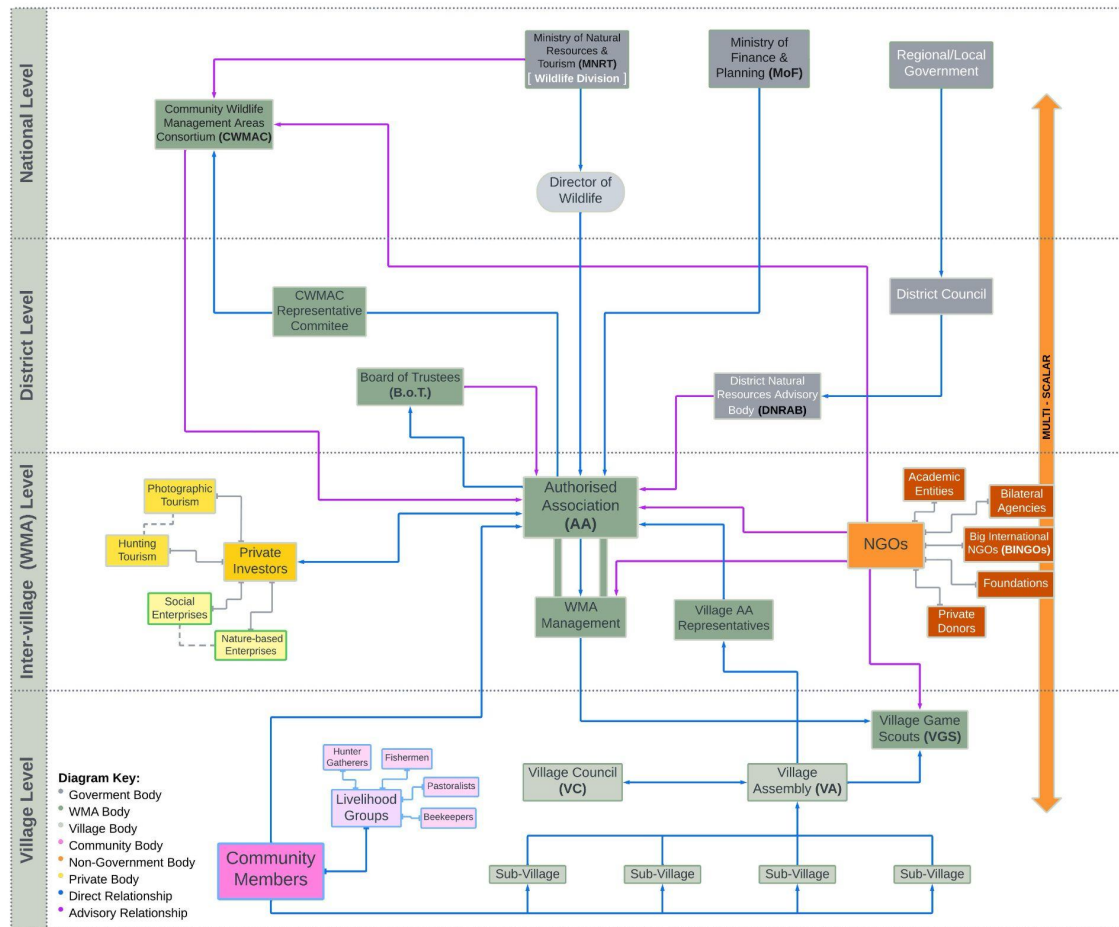 National Level
Ministry of Natural
Resources &
Tourism (MNRT)
[ Wildlife Division ]
Ministry of
Finance &
Planning (MoF)
Regional/Local
Government
Community Wildlife
Management Areas
Consortium (CWMAC)
Director of
Wildlife
District Level
CWMAC
Representative
Commitee
District Council
Board of Trustees
(B.o.T.)
District Natural
Resources Advisory
Body (DNRAB)
MULTI - SCALAR
Inter-village (WMA) Level
Photographic
Tourism
Hunting
Tourism
Private
Investors
Social
Enterprises
Nature-based
Enterprises
Authorised
Association
(AA)
WMA
Management
Village AA
Representatives
NGOs
Academic
Entities
Bilateral
Agencies
Big International
NGOs (BINGOs)
Foundations
Private
Donors
Village Level
Village Game
Scouts (VGS)
Village Council
(VC)
Village
Assembly (VA)
Hunter
Gatherers
Fishermen
Livelihood
Groups
Pastoralists
Beekeepers
Community
Members
Sub-Village
Sub-Village
Sub-Village
Sub-Village
Diagram Key:
Goverment Body
WMA Body
Village Body
Community Body
Non-Government Body
Private Body
Direct Relationship
Advisory Relationship